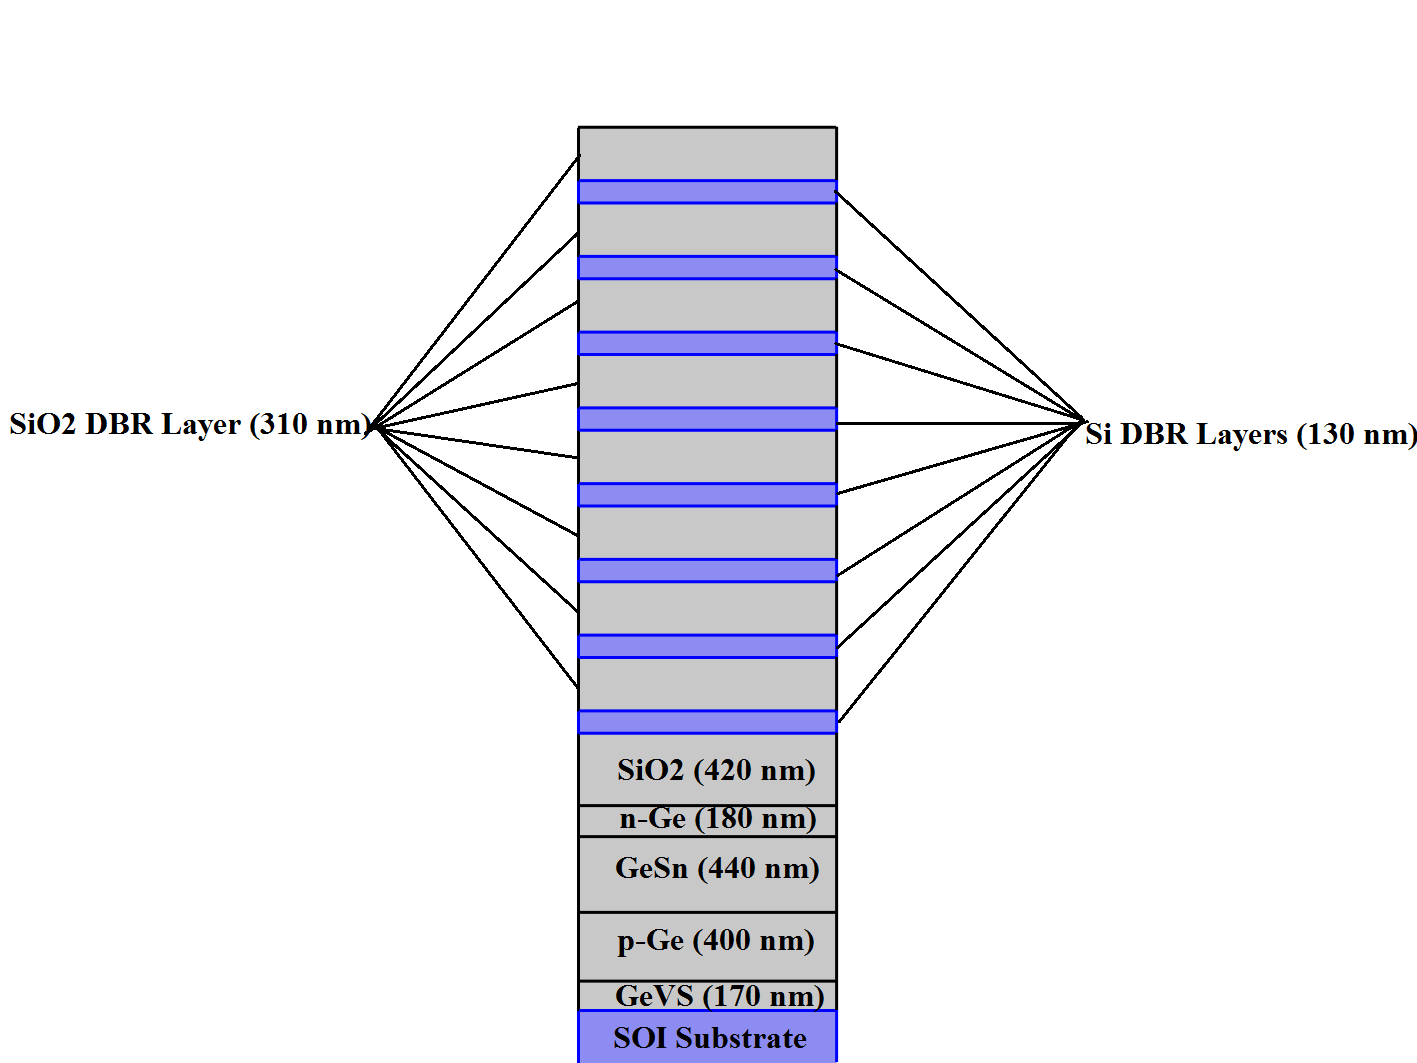 SiO2 DBR Layer (310 nm)
Si DBR Layers (130 nm)
SiO2 (420 nm)
n-Ge (180 nm)
GeSn (440 nm)
p-Ge (400 nm)
GeVS (170 nm)
SOI Substrate